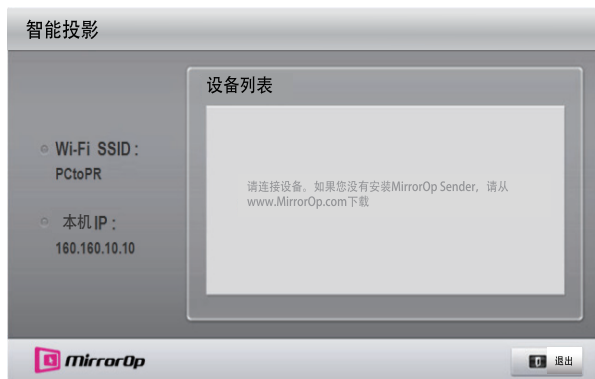 智能投影
设备列表
Wi-Fi SSID :
PCtoPR
本机 IP :
160.160.10.10
请连接设备。如果您没有安装MirrorOp Sender, 请从
www.MirrorOp.com下载
MirrorOp
退出